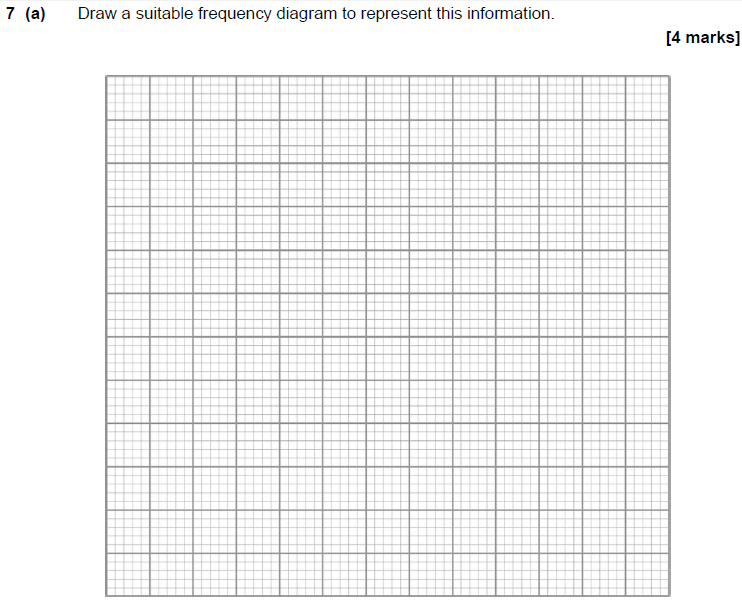 7 (a) Draw a suitable frequency diagram to represent this information.
[4 marks]